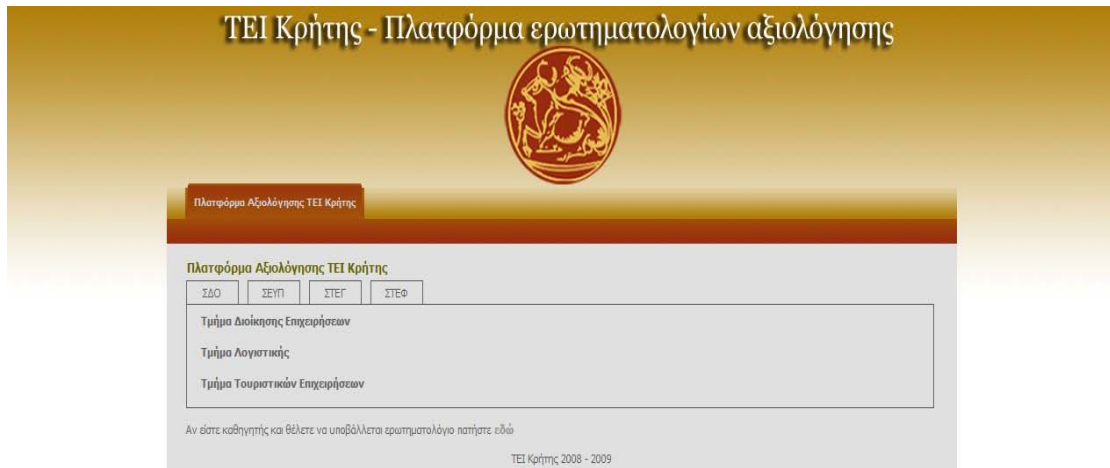 ΤΕΙ Κρήτης - Πλατφόρμα ερωτηματολογίων αξιολόγησης
Πλατφόρμα Αξιολόγησης ΤΕΙ Κρήτης
Πλατφόρμα Αξιολόγησης ΤΕΙ Κρήτης
ΣΔΟ ΣΕΥΠ ΣΤΕΓ ΣΤΕΦ
Τμήμα Διοίκησης Επιχειρήσεων
Τμήμα Λογιστικής
Τμήμα Τουριστικών Επιχειρήσεων
Αν είστε καθηγητής και θέλετε να υποβάλλεται ερωτηματολόγιο πατήστε εδώ
ΤΕΙ Κρήτης 2008 - 2009